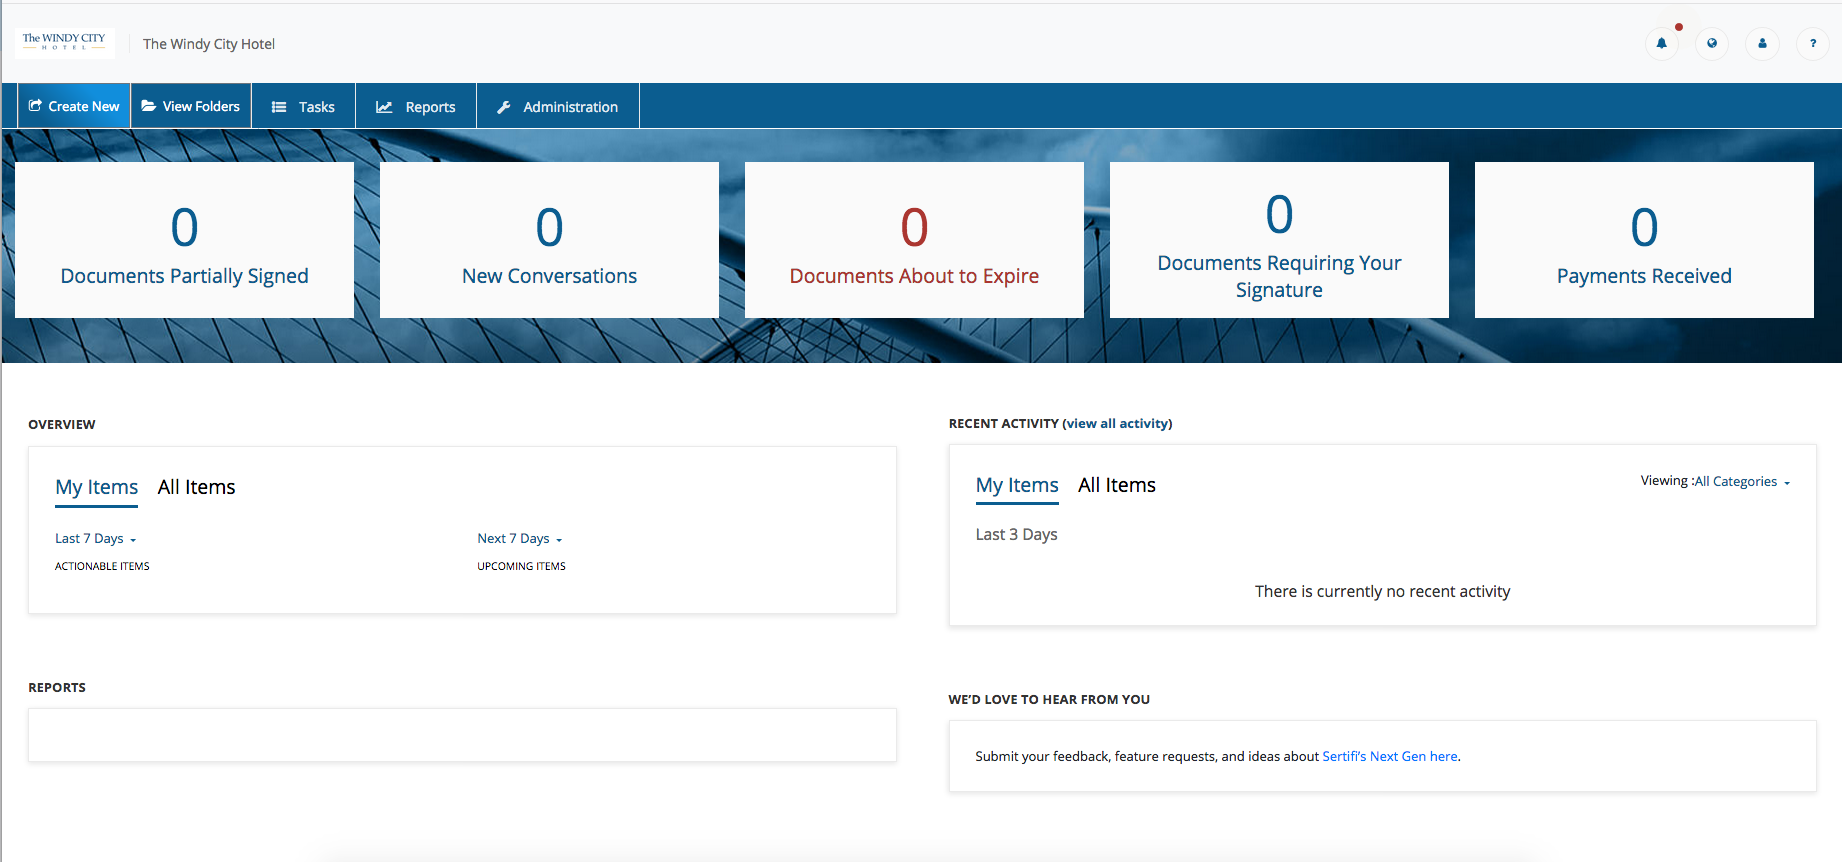 The WINDY CITY
HOTEL
The Windy City Hotel
?
Create New
View Folders
Tasks
Reports
Administration
0
Documents Partially Signed
0
New Conversations
0
Documents About to Expire
0
Documents Requiring Your
Signature
0
Payments Received
OVERVIEW
My Items All Items
Last 7 Days
ACTIONABLE ITEMS
Next 7 Days
UPCOMING ITEMS
RECENT ACTIVITY (view all activity)
My Items All Items
Viewing :All Categories
Last 3 Days
There is currently no recent activity
REPORTS
WE'D LOVE TO HEAR FROM YOU
Submit your feedback, feature requests, and ideas about Sertifi's Next Gen here.